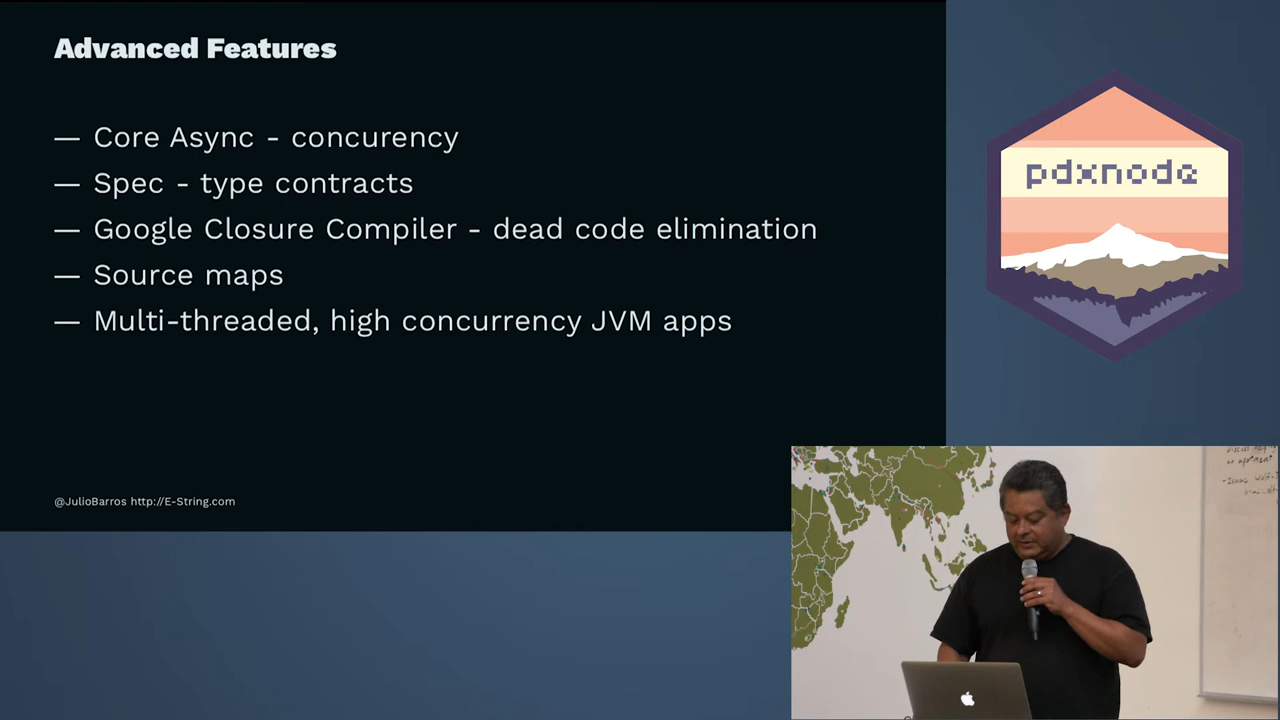 Advanced Features
— Core Async - concurency
— Spec - type contracts
— Google Closure Compiler - dead code elimination
— Source maps
— Multi-threaded, high concurrency JVM apps
@JulioBarros http://E-String.com
pdxnode